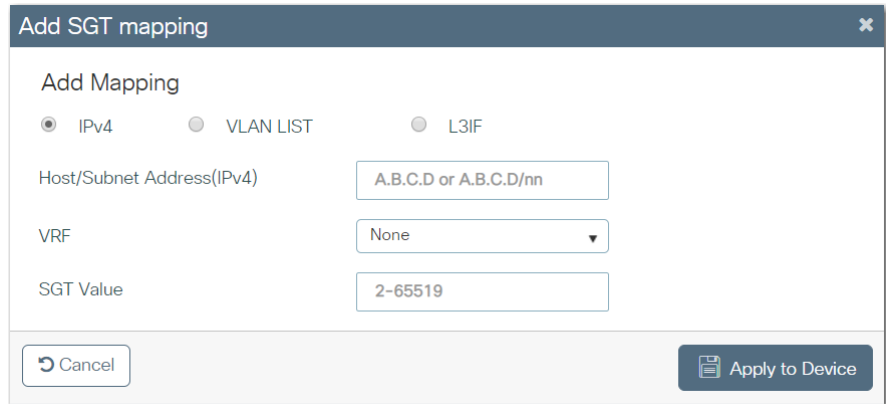 Add SGT mapping
Add Mapping
IPv4 VLAN LIST L3IF
Host/Subnet Address(IPv4) A.B.C.D or A.B.C.D/nn
VRF None
SGT Value 2-65519
Cancel Apply to Device